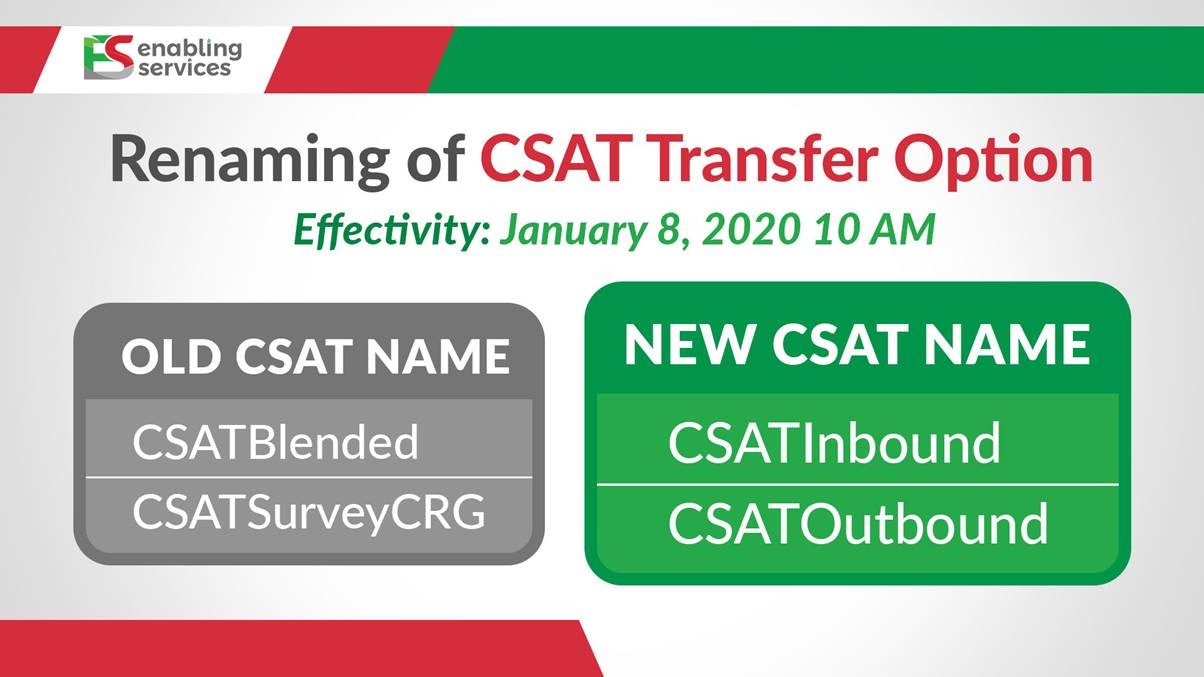 ES enabling
services
Renaming of CSAT Transfer Option
Effectivity: January 8, 2020 10 AM
OLD CSAT NAME
CSATBlended
CSATSurveyCRG
NEW CSAT NAME
CSATInbound
CSATOutbound